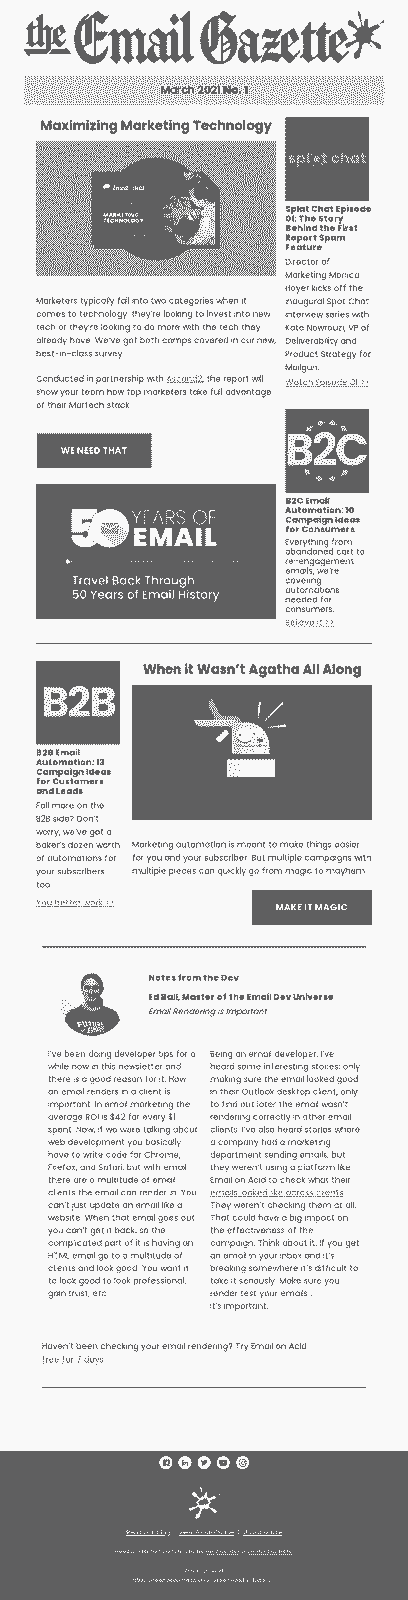 the Email Gazette
March 2021 No. 1
Maximizing Marketing Technology
MARKETING
TECHNOLOGY
Marketers typically fall into two categories when it
comes to technology: they're looking to invest into new
tech or they're looking to do more with the tech they
already have. We've got both camps covered in our new,
best-in-class survey.
Conducted in partnership with Ascend2, the report will
show your team how top marketers take full advantage
of their Martech stack.
WE NEED THAT
50 YEARS OF
EMAIL
Travel Back Through
50 Years of Email History
splat chat
Splat Chat Episode
01: The Story
Behind the First
Report Spam
Feature
Director of
Marketing Monica
Hoyer kicks off the
inaugural Splat Chat
interview series with
Kate Nowrouzi, VP of
Deliverability and
Product Strategy for
Mailgun.
Watch Episode 01 >>
B2C
B2C Email
Automation: 10
Campaign Ideas
for Consumers
Everything from
abandoned cart to
re-engagement
emails, we're
covering
automations
needed for
consumers.
B2B
B2B Email
Automation: 13
Campaign Ideas
for Customers
and Leads
Fall more on the
B2B side? Don't
worry, we've got a
baker's dozen worth
of automations for
your subscribers
too.
You better work >>
When it Wasn't Agatha All Along
Marketing automation is meant to make things easier
for you and your subscriber. But multiple campaigns with
multiple pieces can quickly go from magic to mayhem.
MAKE IT MAGIC
Notes from the Dev
Ed Ball, Master of the Email Dev Universe
Email Rendering is Important
I've been doing developer tips for a
while now in this newsletter and
there is a good reason for it. How
an email renders in a client is
important. In email marketing the
average ROI is $42 for every $1
spent. Now, if we were talking about
web development you basically
have to write code for Chrome,
Firefox, and Safari, but with email
there are a multitude of email
clients the email can render in. You
can't just update an email like a
website. When that email goes out
you can't get it back, so the
complicated part of it is having an
HTML email go to a multitude of
clients and look good. You want it
to look good to look professional,
gain trust, etc.
Being an email developer, I've
heard some interesting stories: only
making sure the email looked good
in their Outlook desktop client, only
to find out later the email wasn't
rendering correctly in other email
clients. I've also heard stories where
a company had a marketing
department sending emails, but
they weren't using a platform like
Email on Acid to check what their
emails looked like across clients.
They weren't checking them at all.
That could have a big impact on
the effectiveness of the
campaign. Think about it. If you get
an email in your inbox and it's
breaking somewhere it's difficult to
take it seriously. Make sure you
render test your emails...
it's important.
Haven't been checking your email rendering? Try Email on Acid
free for 7 days